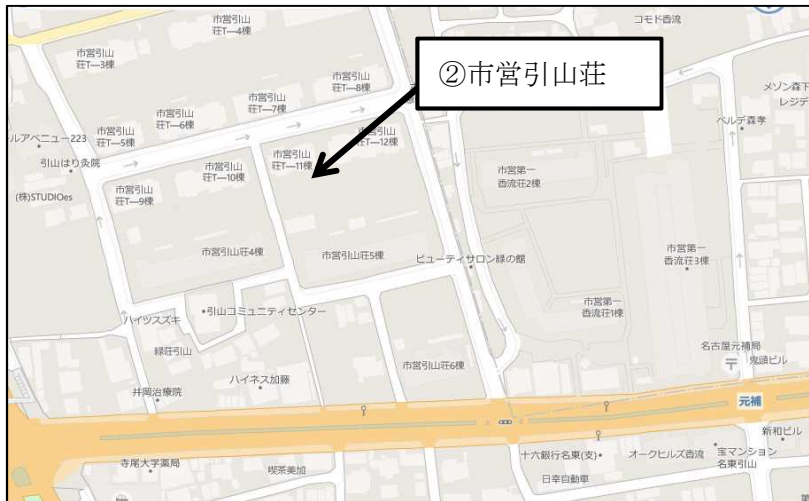 市営引山
荘T―4棟
コモド香流
市営引山
荘T―3棟
②市営引山荘
市営引山
荘T―8棟
市営引山
荘T―7棟
市営引山
荘T―6棟
市営引山
荘T―5棟
ルアベニュー223
引山はり灸院
(株)STUDIOes
メゾン森下
レジデ
ベルデ森孝
市営引山
荘T―12棟
市営引山
荘T―11棟
市営引山
荘T―10棟
市営引山
荘T―9棟
市営第一
香流荘2棟
市営引山荘4棟
市営引山荘5棟
ビューティサロン緑の館
市営第一
香流荘3棟
市営第一
香流荘1棟
ハイツスズキ
引山コミュニティセンター
緑荘引山
市営引山荘6棟
名古屋元補局
鬼頭ビル
井岡治療院
ハイネス加藤
元補
新和ビル
寺尾大学薬局
喫茶美加
十六銀行名東(支)
オークヒルズ香流
宝マンション
名東引山
日幸自動車